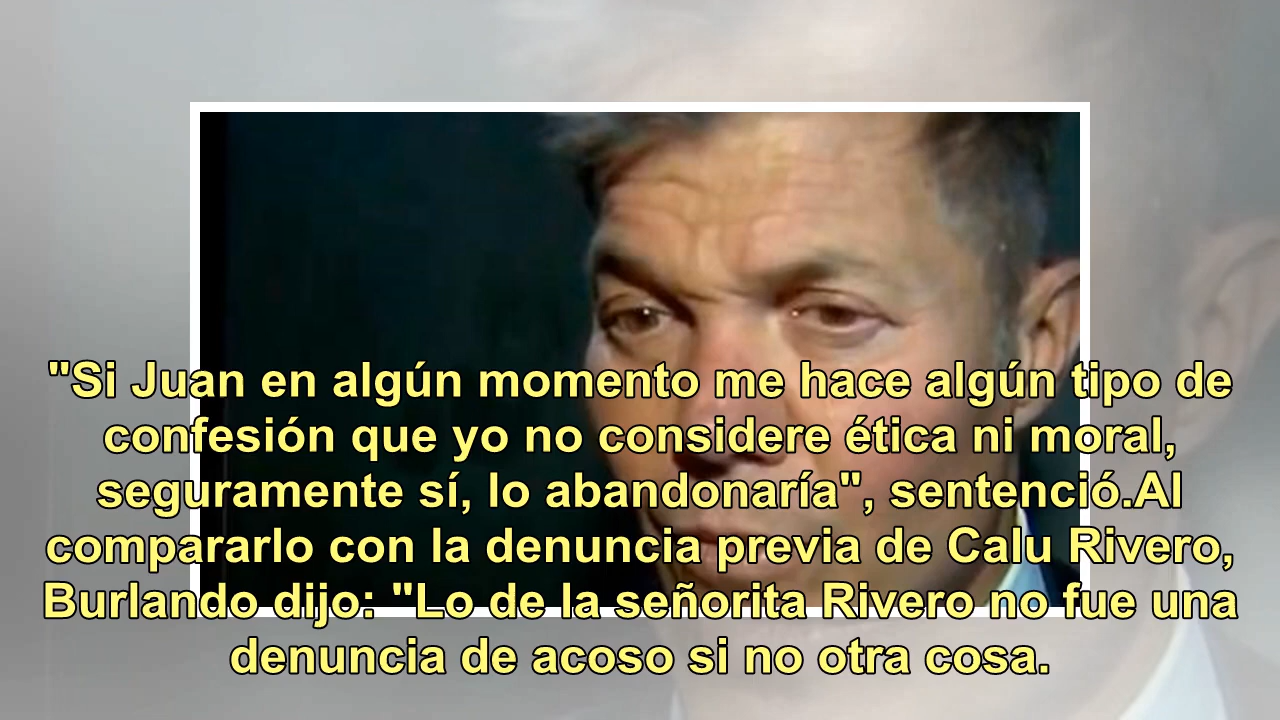 "Si Juan en algún momento me hace algún tipo de
confesión que yo no considere ética ni moral,
seguramente sí, lo abandonaría", sentenció.Al
compararlo con la denuncia previa de Calu Rivero,
Burlando dijo: "Lo de la señorita Rivero no fue una
denuncia de acoso si no otra cosa.